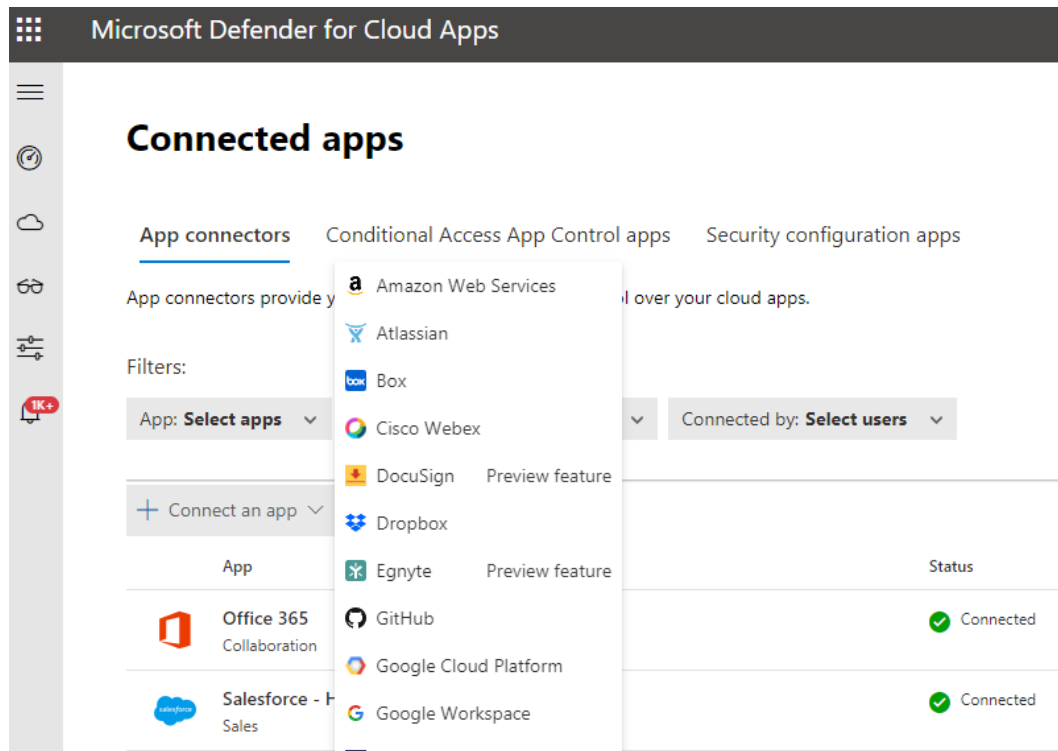 Microsoft Defender for Cloud Apps
Connected apps
App connectors Conditional Access App Control apps Security configuration apps
App connectors provide y
l over your cloud apps.
Filters:
App: Select apps
Connected by: Select users
1K+
Connect an app
Amazon Web Services
Atlassian
box Box
Cisco Webex
DocuSign Preview feature
Dropbox
Egnyte Preview feature
GitHub
Google Cloud Platform
Google Workspace
App Status
Office 365 Connected
Collaboration
salesforce Salesforce - H Connected
Sales